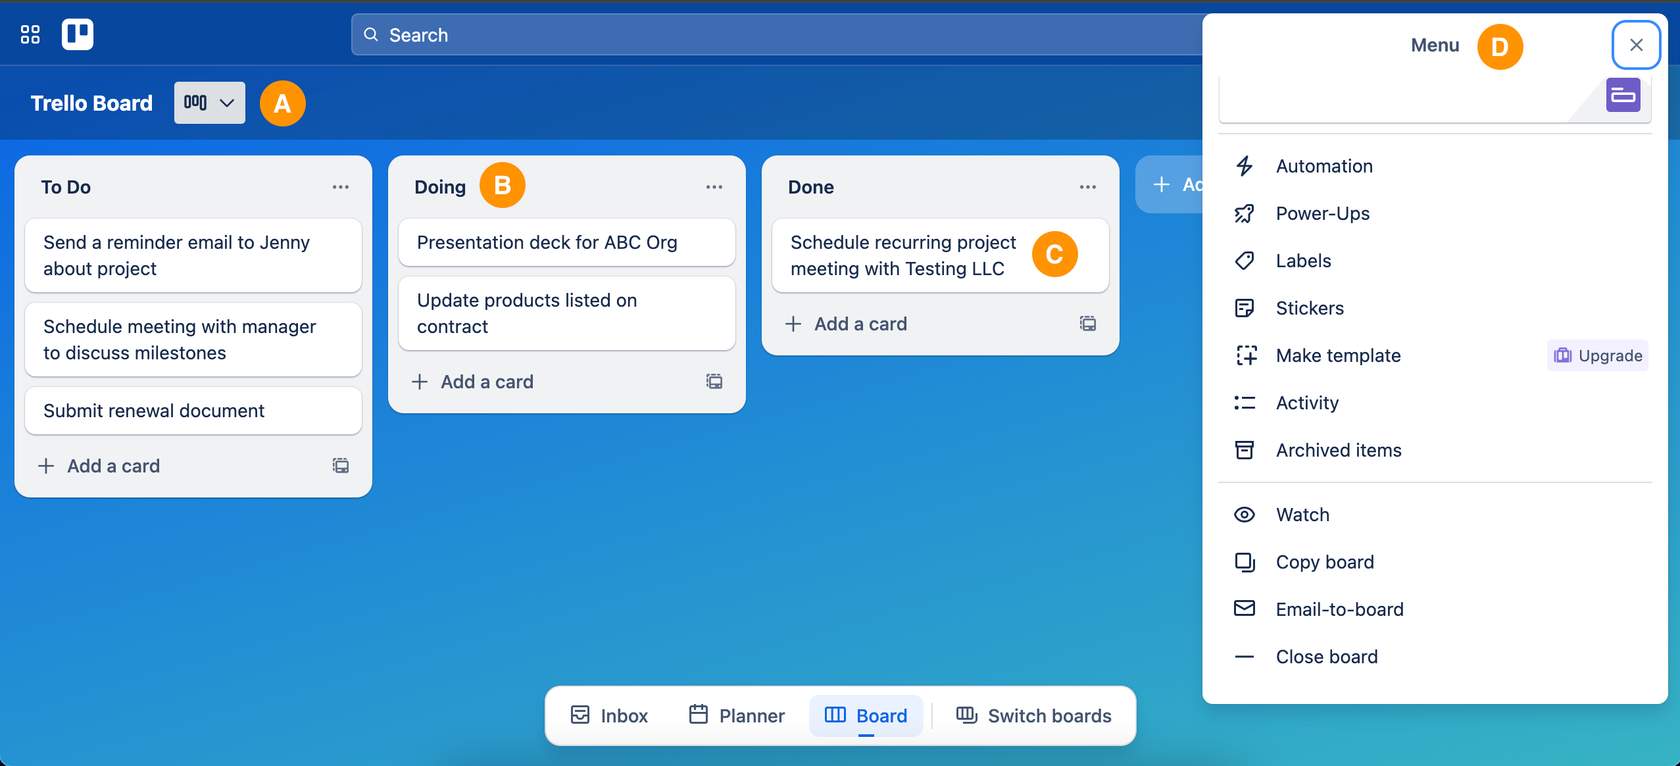 Search
Trello Board
A
To Do
Send a reminder email to Jenny
about project
Schedule meeting with manager
to discuss milestones
Submit renewal document
Add a card
Doing
B
Presentation deck for ABC Org
Update products listed on
contract
Add a card
Done
Schedule recurring project
meeting with Testing LLC
C
Add a card
Menu
D
Automation
Power-Ups
Labels
Stickers
Make template
Upgrade
Activity
Archived items
Watch
Copy board
Email-to-board
Close board
Inbox
Planner
Board
Switch boards